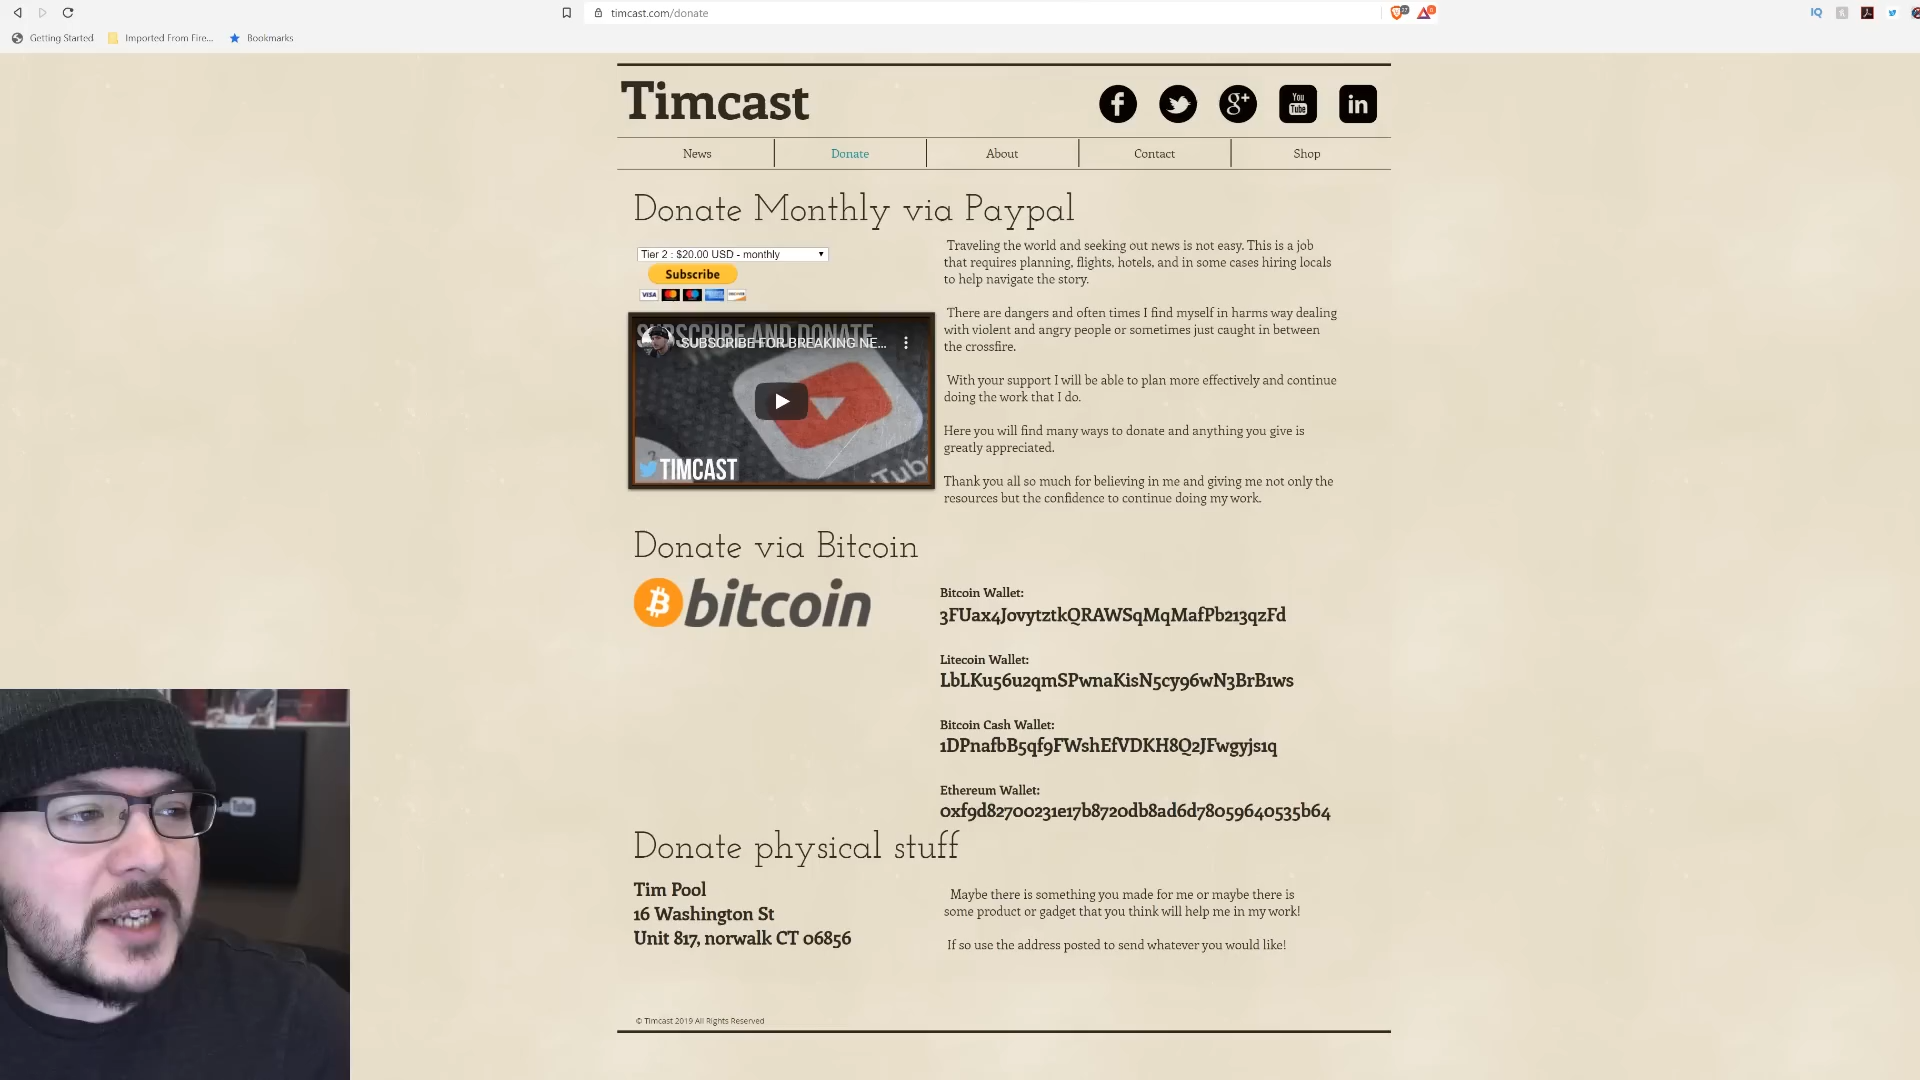 timcast.com/donate
Getting Started
Imported From Fire...
Bookmarks
Timcast
You
Tube
News
Donate
About
Contact
Shop
Donate Monthly via Paypal
Tier 2 : $20.00 USD - monthly
Subscribe
VISA
SUBSCRIBE AND DONATE
SUBSCRIBE FOR BREAKING NE...
TIMCAST
Traveling the world and seeking out news is not easy. This is a job
that requires planning, flights, hotels, and in some cases hiring locals
to help navigate the story.
There are dangers and often times I find myself in harms way dealing
with violent and angry people or sometimes just caught in between
the crossfire.
With your support I will be able to plan more effectively and continue
doing the work that I do.
Here you will find many ways to donate and anything you give is
greatly appreciated.
Thank you all so much for believing in me and giving me not only the
resources but the confidence to continue doing my work.
Donate via Bitcoin
bitcoin
Bitcoin Wallet:
3FUax4JovytztkQRAWSqMqMafPb213qzFd
Litecoin Wallet:
LbLKu56u2qmSPwnaKisN5cy96wN3BrB1ws
Bitcoin Cash Wallet:
1DPnafbB5qf9FWshEfVDKH8Q2JFwgyjs1q
Ethereum Wallet:
0xf9d82700231e17b8720db8ad6d78059640535b64
Donate physical stuff
Tim Pool
16 Washington St
Unit 817, norwalk CT 06856
Maybe there is something you made for me or maybe there is
some product or gadget that you think will help me in my work!
If so use the address posted to send whatever you would like!
© Timcast 2019 All Rights Reserved